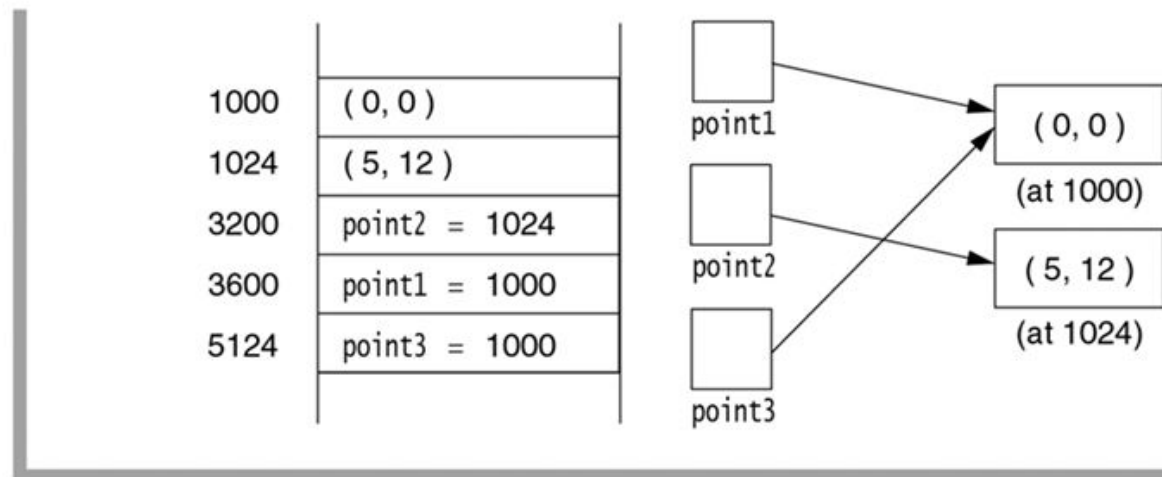 1000 ( 0, 0 )
1024 ( 5, 12 )
3200 point2 = 1024
3600 point1 = 1000
5124 point3 = 1000
point1
point2
point3
( 0, 0 )
(at 1000)
( 5, 12 )
(at 1024)